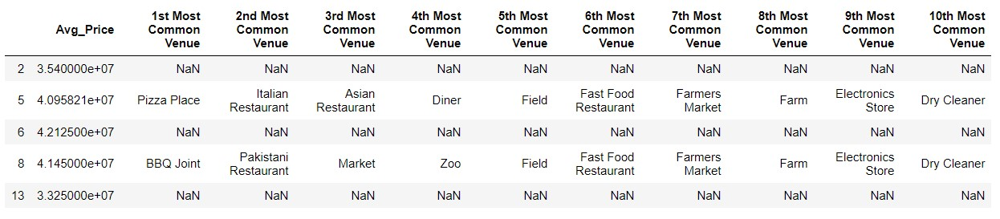 Avg_Price 1st Most Common Venue 2nd Most Common Venue 3rd Most Common Venue 4th Most Common Venue 5th Most Common Venue 6th Most Common Venue 7th Most Common Venue 8th Most Common Venue 9th Most Common Venue 10th Most Common Venue
2 3.540000e+07 NaN NaN NaN NaN NaN NaN NaN NaN NaN NaN
5 4.095821e+07 Pizza Place Italian Restaurant Asian Restaurant Diner Field Fast Food Restaurant Farmers Market Farm Electronics Store Dry Cleaner
6 4.212500e+07 NaN NaN NaN NaN NaN NaN NaN NaN NaN NaN
8 4.145000e+07 BBQ Joint Pakistani Restaurant Market Zoo Field Fast Food Restaurant Farmers Market Farm Electronics Store Dry Cleaner
13 3.325000e+07 NaN NaN NaN NaN NaN NaN NaN NaN NaN NaN